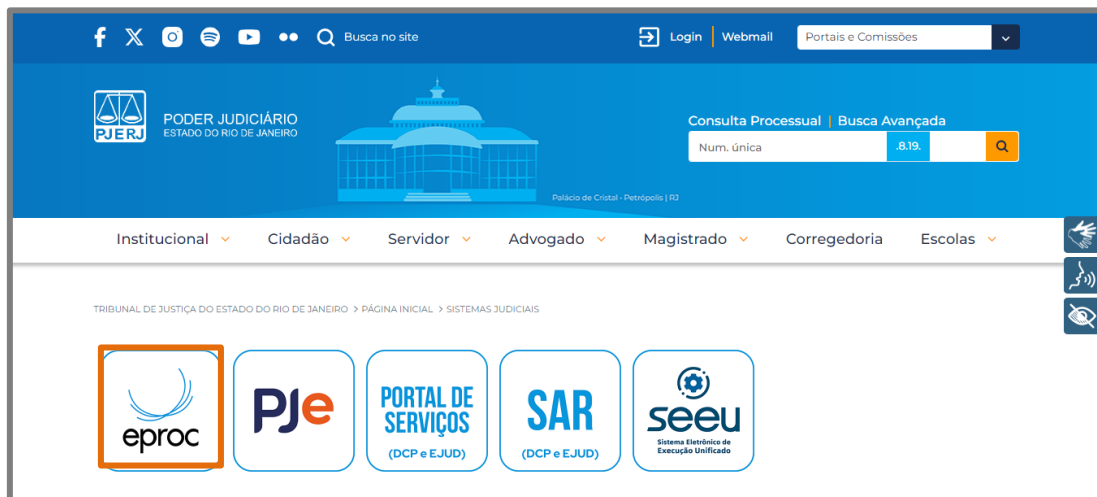 Busca no site
Login | Webmail
Portais e Comissões
PJERJ
PODER JUDICIÁRIO
ESTADO DO RIO DE JANEIRO
Consulta Processual | Busca Avançada
Num. única
.8.19.
Palácio de Cristal - Petrópolis | RJ
Institucional
Cidadão
Servidor
Advogado
Magistrado
Corregedoria
Escolas
TRIBUNAL DE JUSTIÇA DO ESTADO DO RIO DE JANEIRO > PÁGINA INICIAL > SISTEMAS JUDICIAIS
eproc
PJe
PORTAL DE
SERVIÇOS
(DCP e EJUD)
SAR
(DCP e EJUD)
seeu
Sistema Eletrônico de
Execução Unificado